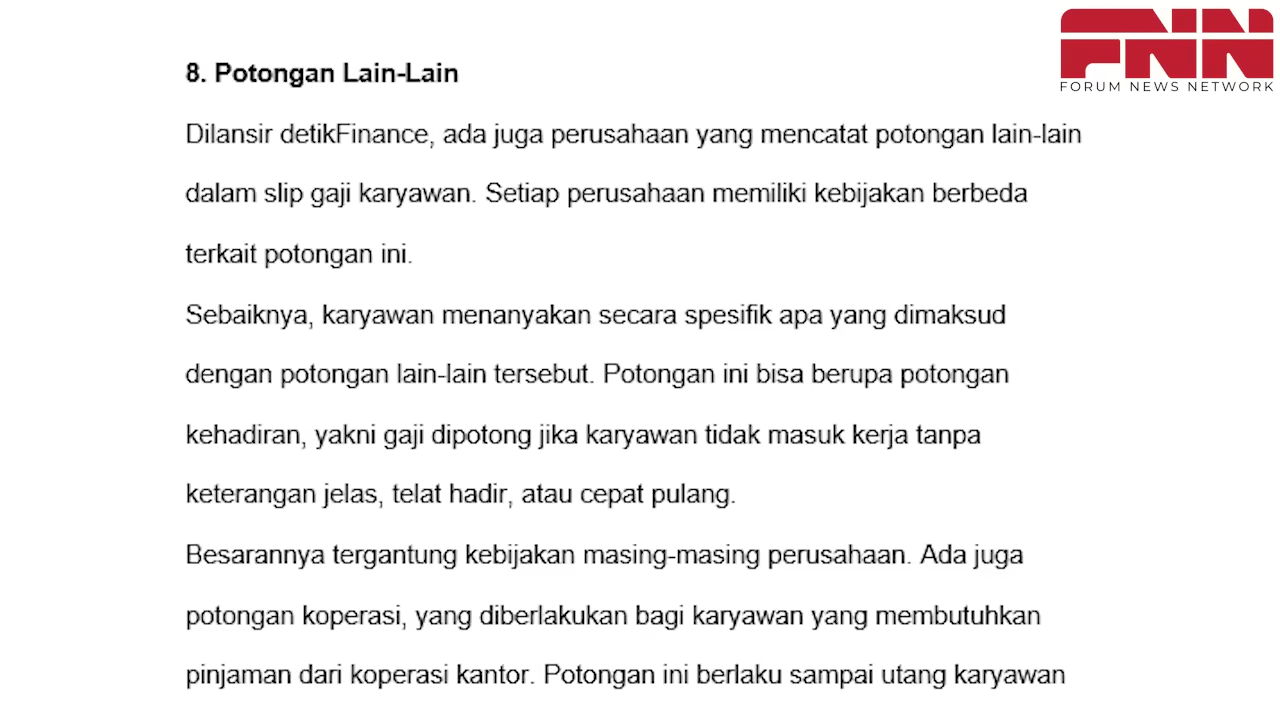 FNN
FORUM NEWS NETWORK
8. Potongan Lain-Lain
Dilansir detikFinance, ada juga perusahaan yang mencatat potongan lain-lain
dalam slip gaji karyawan. Setiap perusahaan memiliki kebijakan berbeda
terkait potongan ini.
Sebaiknya, karyawan menanyakan secara spesifik apa yang dimaksud
dengan potongan lain-lain tersebut. Potongan ini bisa berupa potongan
kehadiran, yakni gaji dipotong jika karyawan tidak masuk kerja tanpa
keterangan jelas, telat hadir, atau cepat pulang.
Besarannya tergantung kebijakan masing-masing perusahaan. Ada juga
potongan koperasi, yang diberlakukan bagi karyawan yang membutuhkan
pinjaman dari koperasi kantor. Potongan ini berlaku sampai utang karyawan